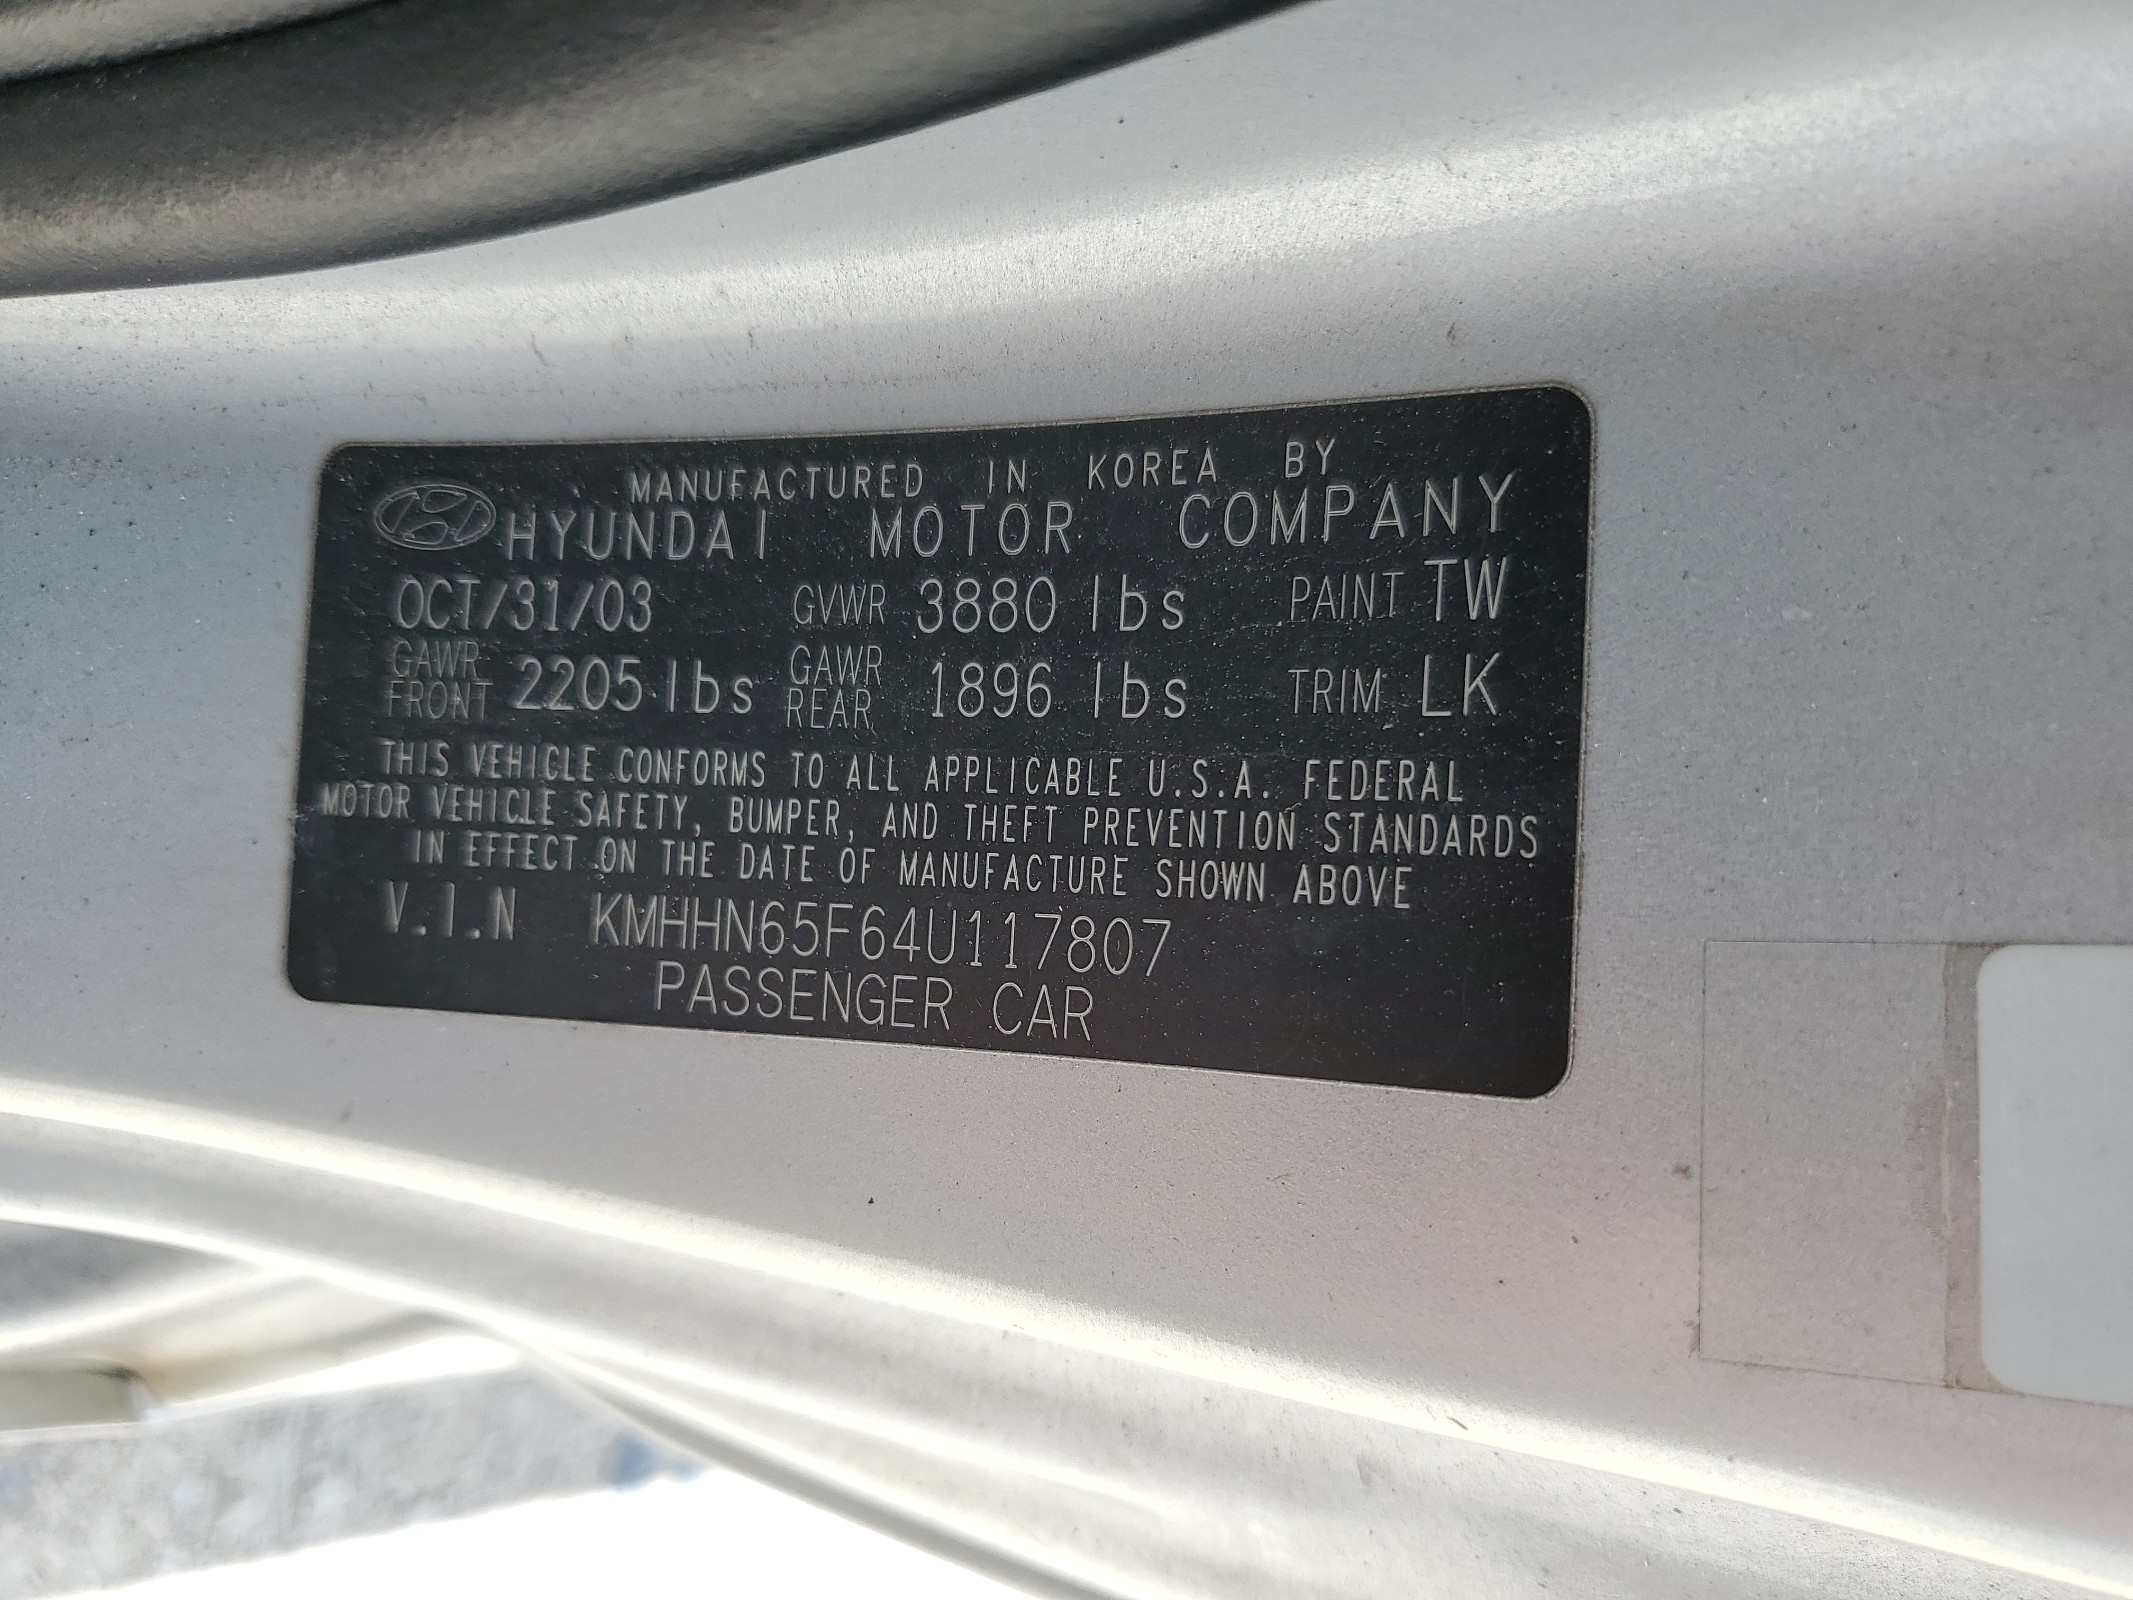 MANUFACTURED IN KOREA BY
HYUNDAI MOTOR COMPANY
OCT/31/03 GVWR 3880 lbs PAINT TW
GAWR FRONT 2205 lbs GAWR REAR 1896 lbs TRIM LK
THIS VEHICLE CONFORMS TO ALL APPLICABLE U.S.A. FEDERAL
MOTOR VEHICLE SAFETY, BUMPER, AND THEFT PREVENTION STANDARDS
IN EFFECT ON THE DATE OF MANUFACTURE SHOWN ABOVE
V.I.N KMHHN65F64U117807
PASSENGER CAR